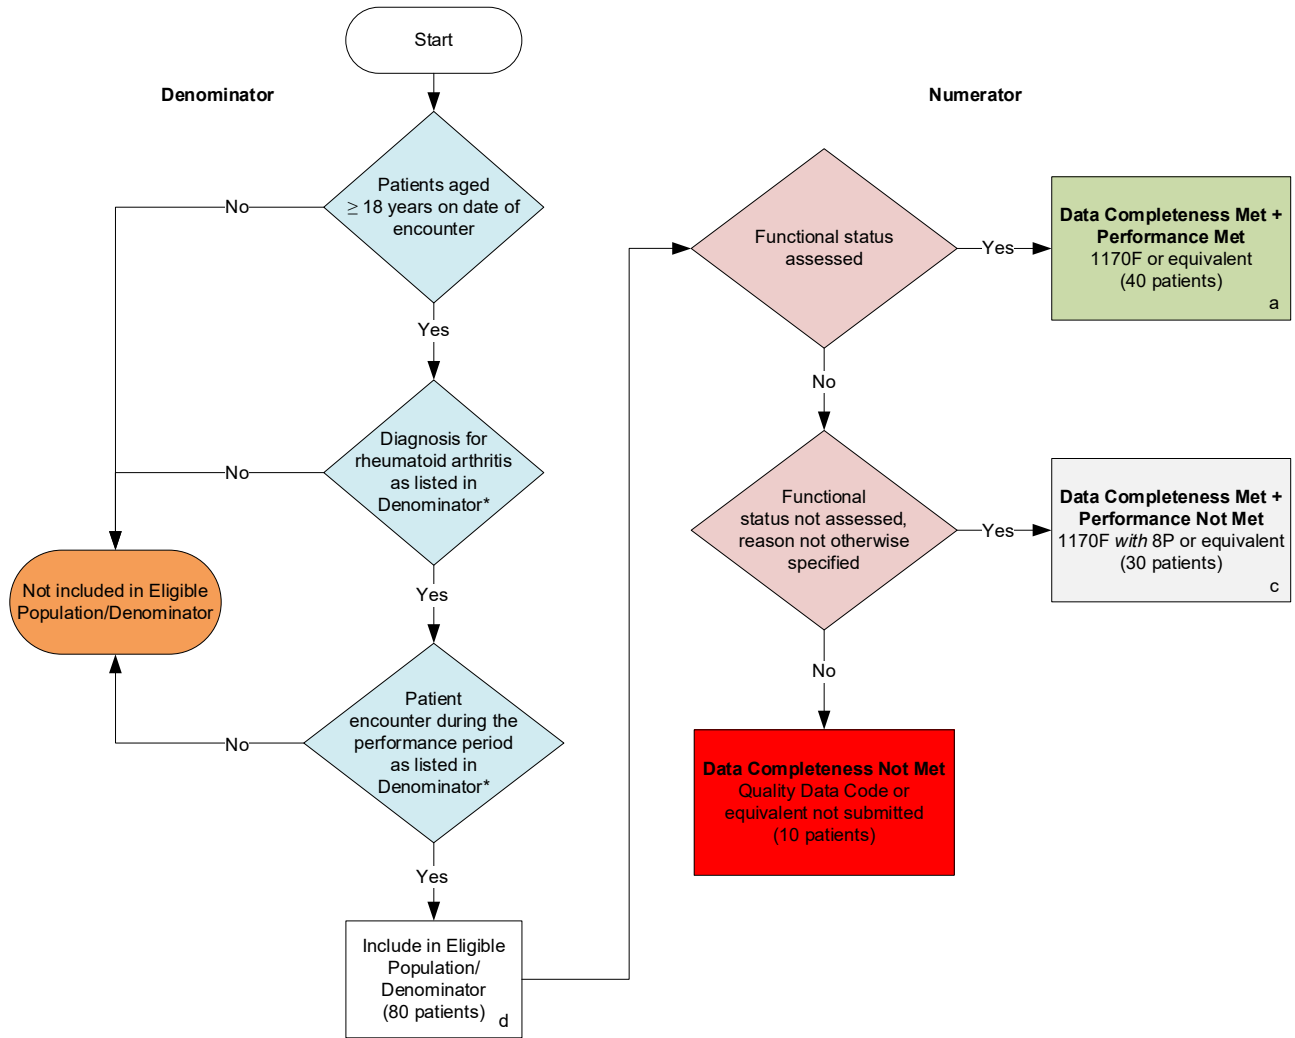 Start
Denominator
Numerator
Patients aged
≥ 18 years on date of
encounter
No
Yes
Diagnosis for
rheumatoid arthritis
as listed in
Denominator*
No
Yes
Not included in Eligible
Population/Denominator
Patient
encounter during the
performance period
as listed in
Denominator*
No
Yes
Include in Eligible
Population/
Denominator
(80 patients)
d
Functional status
assessed
Yes
Data Completeness Met +
Performance Met
1170F or equivalent
(40 patients)
a
No
Functional
status not assessed,
reason not otherwise
specified
Yes
Data Completeness Met +
Performance Not Met
1170F with 8P or equivalent
(30 patients)
c
No
Data Completeness Not Met
Quality Data Code or
equivalent not submitted
(10 patients)